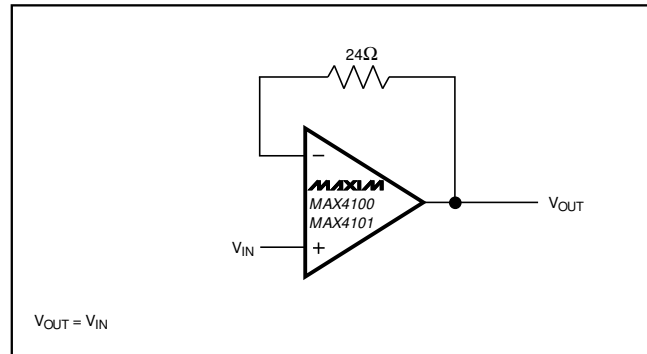 24Ω
−
MAXIM
MAX4100
MAX4101
VOUT
VIN
+
VOUT = VIN